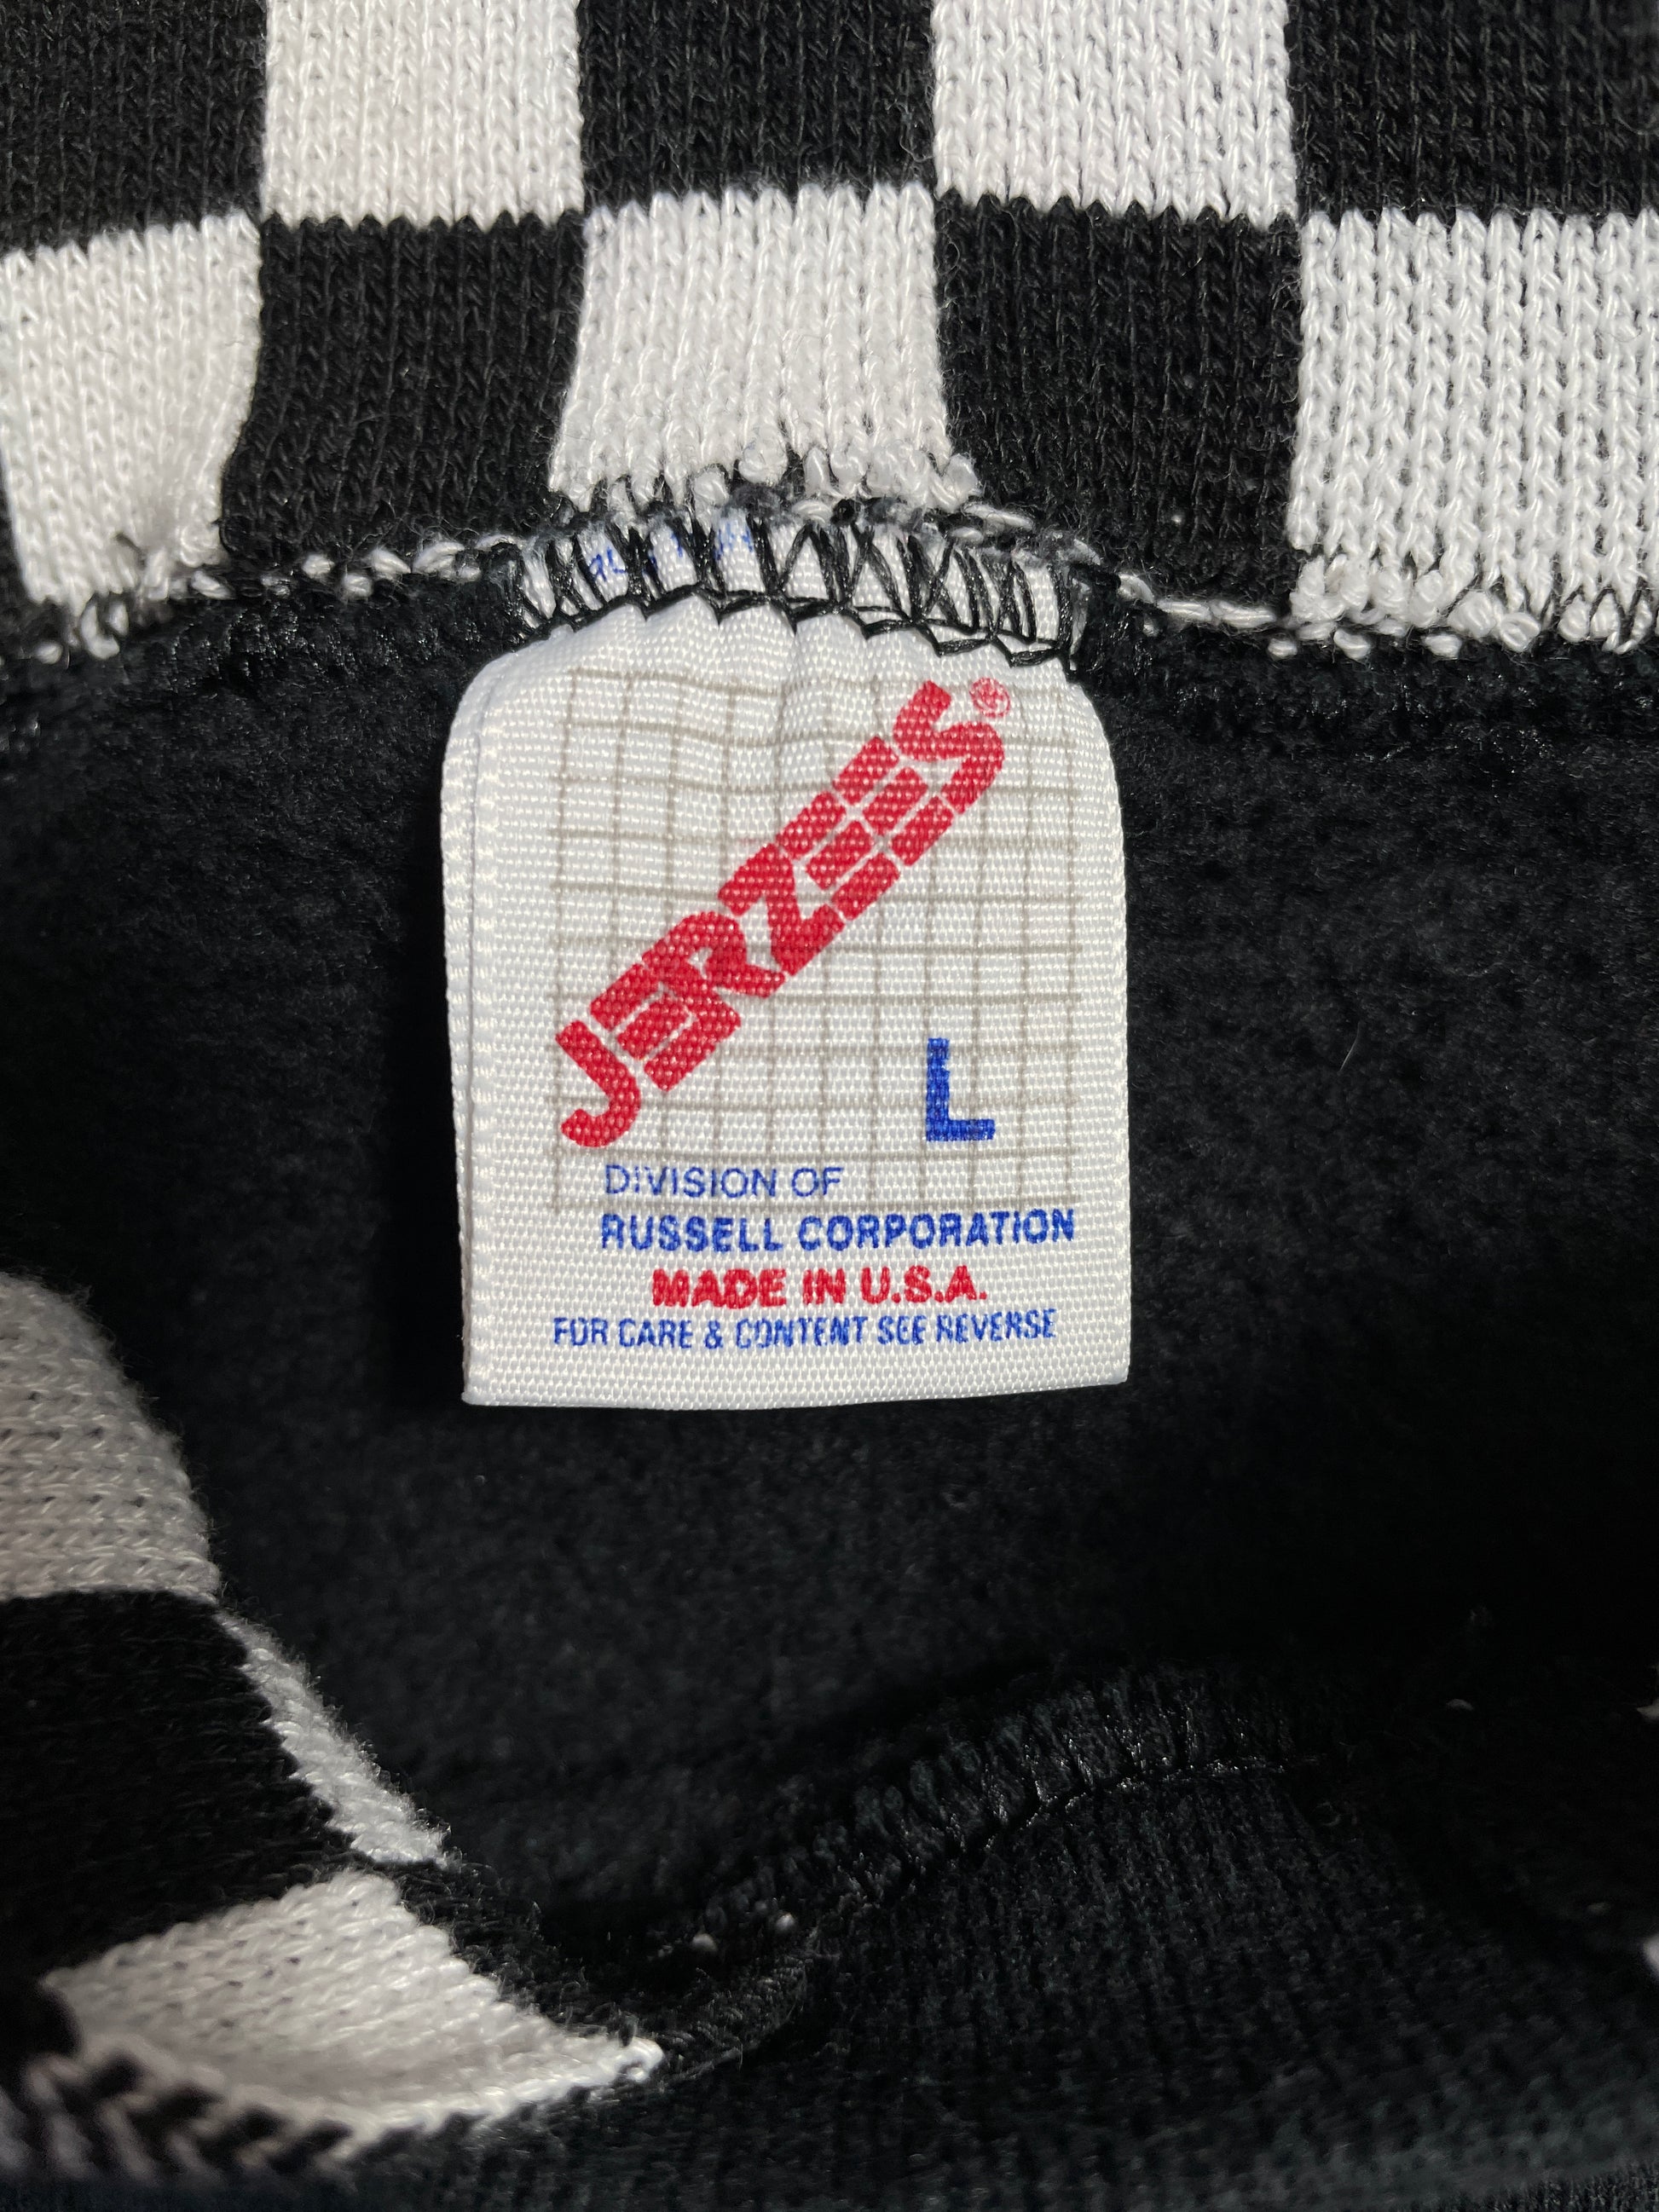 JERZEES®
L
DIVISION OF
RUSSELL CORPORATION
MADE IN U.S.A.
FOR CARE & CONTENT SEE REVERSE